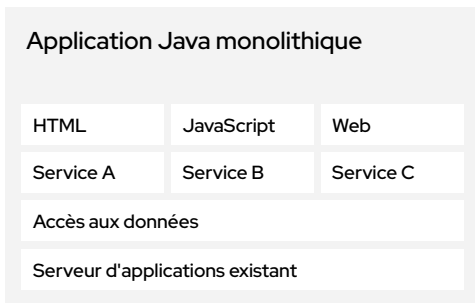 Application Java monolithique
HTML JavaScript Web
Service A Service B Service C
Accès aux données
Serveur d'applications existant